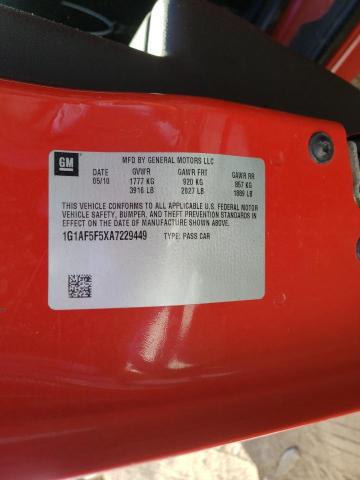 GM
MFD BY GENERAL MOTORS LLC
DATE GVWR GAWR FRT GAWR RR
05/10 1777 KG 920 KG 857 KG
3916 LB 2027 LB 1889 LB
THIS VEHICLE CONFORMS TO ALL APPLICABLE U.S. FEDERAL MOTOR
VEHICLE SAFETY, BUMPER, AND THEFT PREVENTION STANDARDS
IN EFFECT ON THE DATE OF MANUFACTURE SHOWN ABOVE.
1G1AF5F5XA7229449 TYPE: PASS CAR